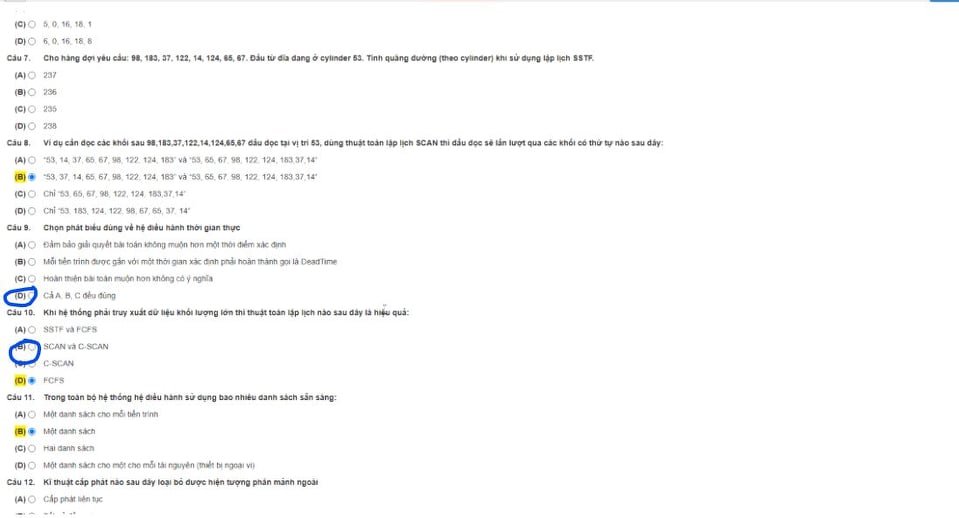 (C) 5, 0, 16, 18, 1
(D) 6, 0, 16, 18, 8
Câu 7. Cho hàng đợi yêu cầu: 98, 183, 37, 122, 14, 124, 65, 67. Đầu từ đĩa đang ở cylinder 53. Tính quãng đường (theo cylinder) khi sử dụng lập lịch SSTF.
(A) 237
(B) 236
(C) 235
(D) 238
Câu 8. Ví dụ cần đọc các khối sau 98,183,37,122,14,124,65,67 đầu đọc tại vị trí 53, dùng thuật toán lập lịch SCAN thì đầu đọc sẽ lần lượt qua các khối có thứ tự nào sau đây:
(A) "53, 14, 37, 65, 67, 98, 122, 124, 183" và "53, 65, 67, 98, 122, 124, 183,37,14"
(B) "53, 37, 14, 65, 67, 98, 122, 124, 183" và "53, 65, 67, 98, 122, 124, 183,37,14"
(C) Chỉ "53, 65, 67, 98, 122, 124, 183,37,14"
(D) Chỉ "53, 183, 124, 122, 98, 67, 65, 37, 14"
Câu 9. Chọn phát biểu đúng về hệ điều hành thời gian thực
(A) Đảm bảo giải quyết bài toán không muộn hơn một thời điểm xác định
(B) Mỗi tiến trình được gắn với một thời gian xác định phải hoàn thành gọi là DeadTime
(C) Hoàn thiện bài toán muộn hơn không có ý nghĩa
(D) Cả A, B, C đều đúng
Câu 10. Khi hệ thống phải truy xuất dữ liệu khối lượng lớn thì thuật toán lập lịch nào sau đây là hiệu quả:
(A) SSTF và FCFS
(B) SCAN và C-SCAN
(C) C-SCAN
(D) FCFS
Câu 11. Trong toàn bộ hệ thống hệ điều hành sử dụng bao nhiêu danh sách sẵn sàng:
(A) Một danh sách cho mỗi tiến trình
(B) Một danh sách
(C) Hai danh sách
(D) Một danh sách cho một cho mỗi tài nguyên (thiết bị ngoại vi)
Câu 12. Kĩ thuật cấp phát nào sau đây loại bỏ được hiện tượng phân mảnh ngoài
(A) Cấp phát liên tục